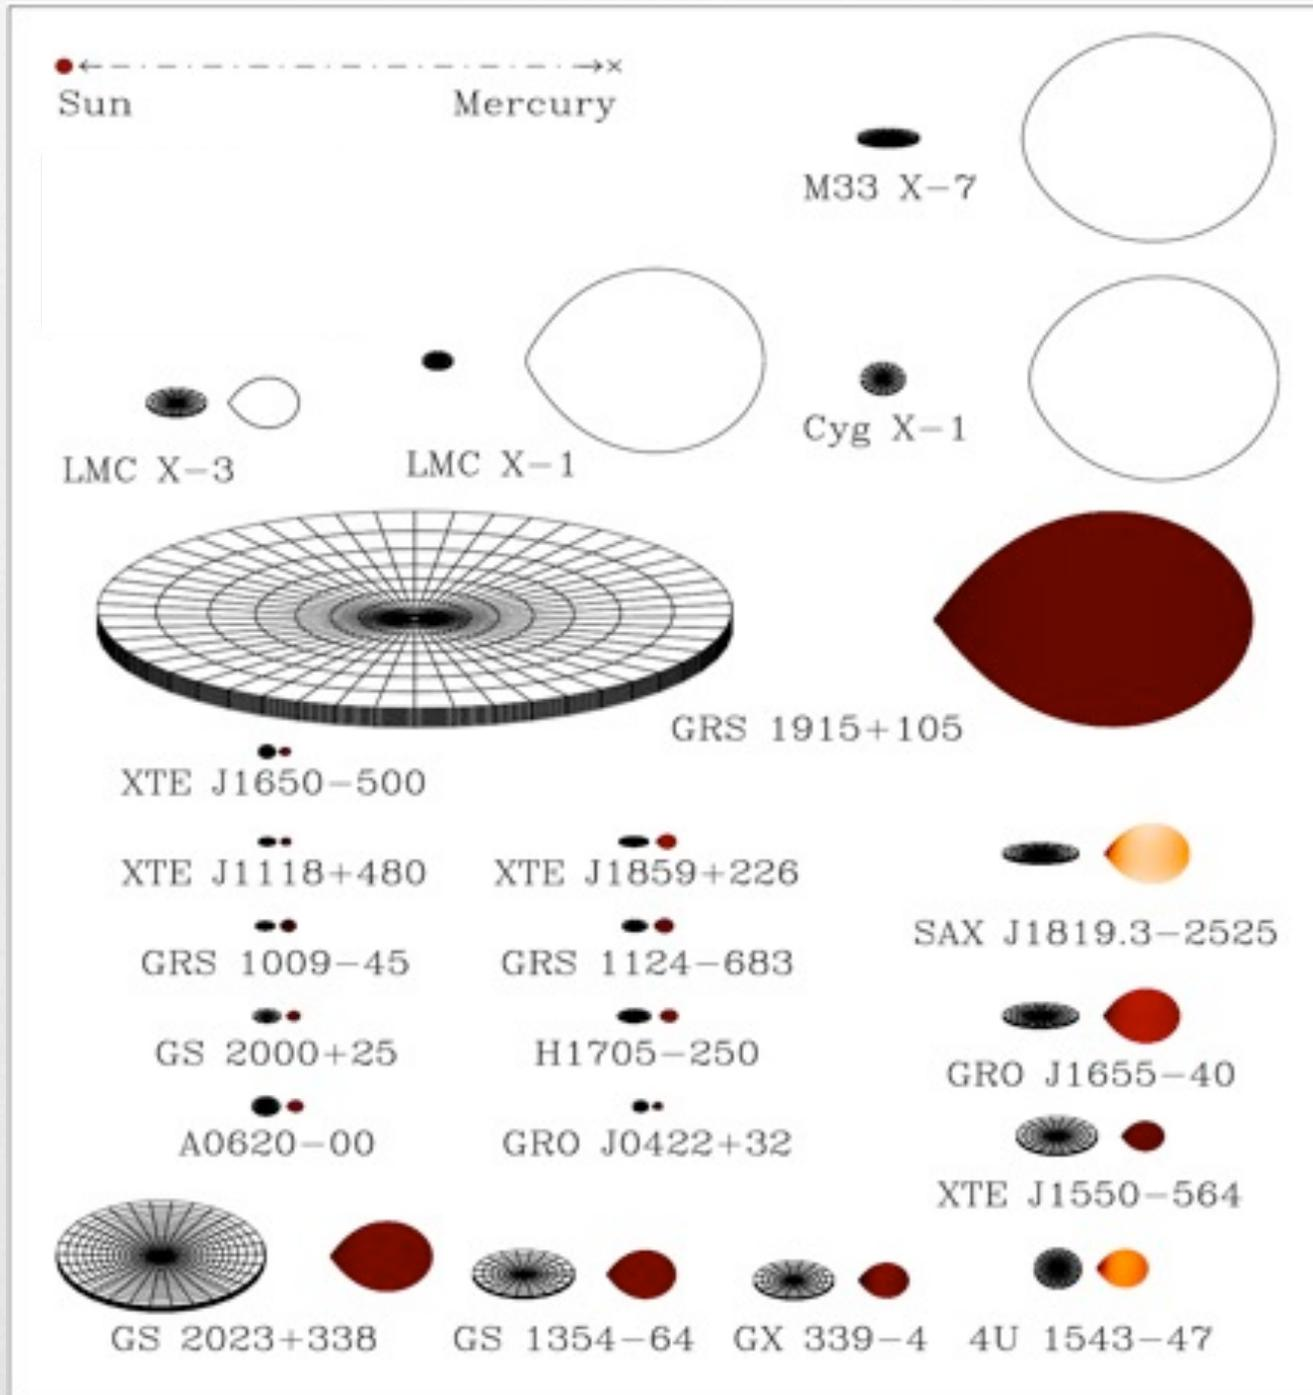 Sun
Mercury
M33 X-7
Cyg X-1
LMC X-3
LMC X-1
GRS 1915+105
XTE J1650-500
XTE J1118+480
XTE J1859+226
SAX J1819.3-2525
GRS 1009-45
GRS 1124-683
GS 2000+25
H1705-250
GRO J1655-40
A0620-00
GRO J0422+32
XTE J1550-564
GS 2023+338
GS 1354-64
GX 339-4
4U 1543-47